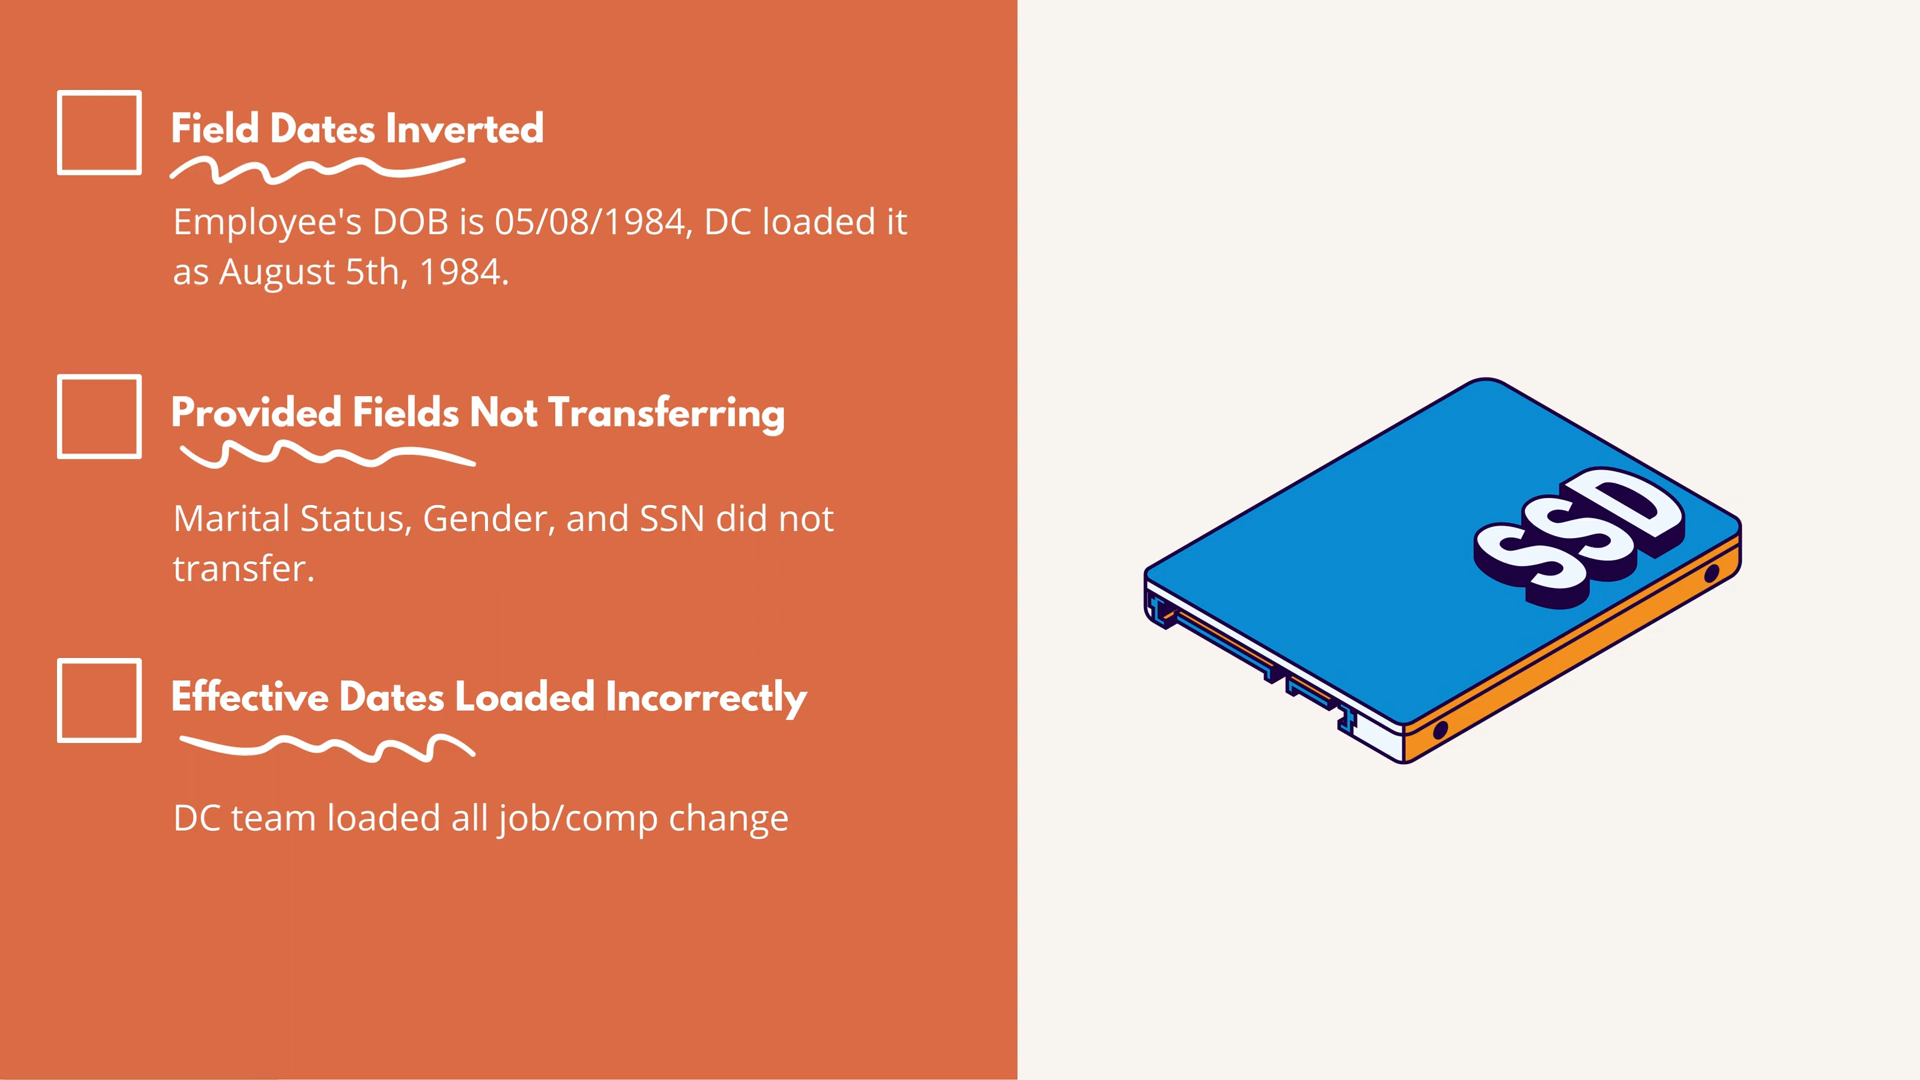 Field Dates Inverted
Employee's DOB is 05/08/1984, DC loaded it
as August 5th, 1984.
Provided Fields Not Transferring
Marital Status, Gender, and SSN did not
transfer.
Effective Dates Loaded Incorrectly
DC team loaded all job/comp change
SSD